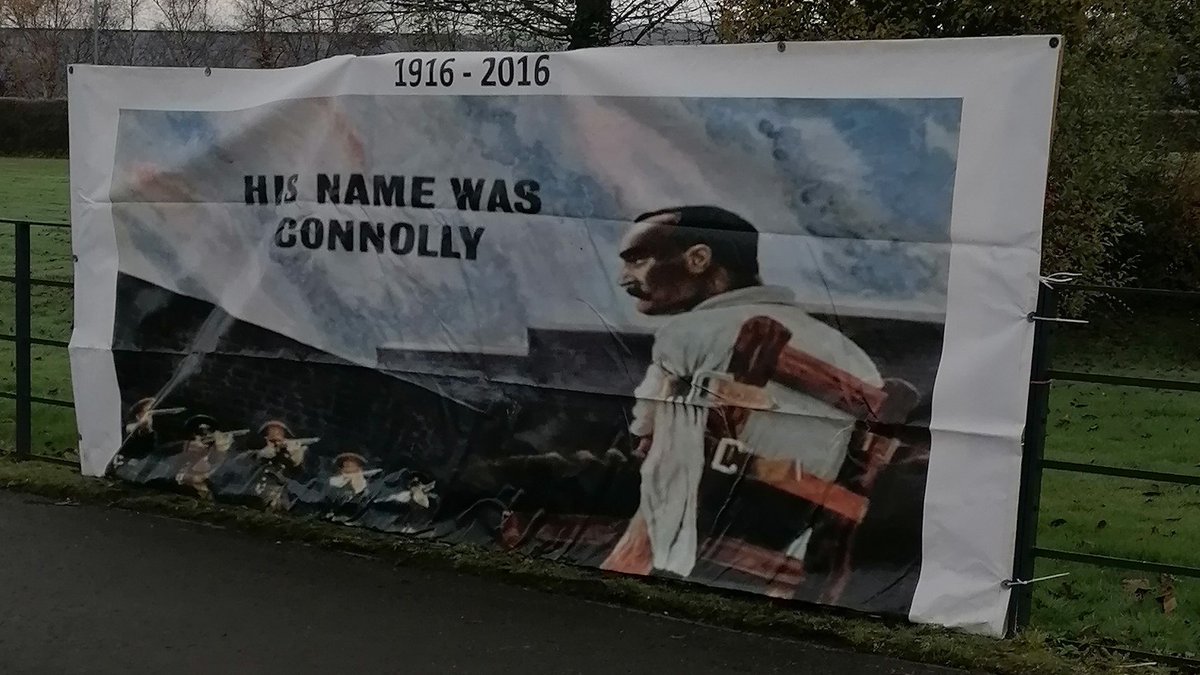 1916 - 2016
HIS NAME WAS
CONNOLLY